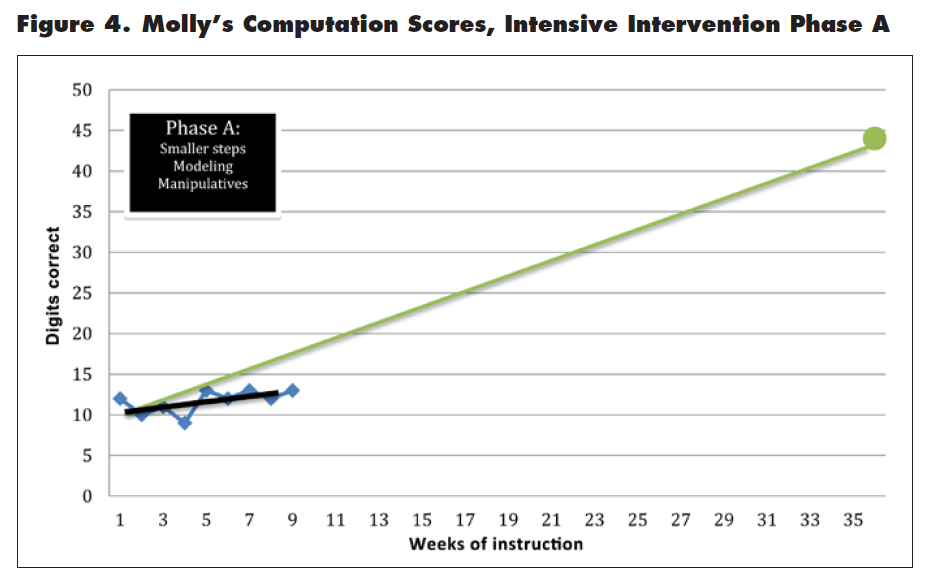 Figure 4. Molly’s Computation Scores, Intensive Intervention Phase A
50
45
40
35
30
25
20
15
10
5
0
Phase A:
Smaller steps
Modeling
Manipulatives
Digits correct
1 3 5 7 9 11 13 15 17 19 21 23 25 27 29 31 33 35
Weeks of instruction